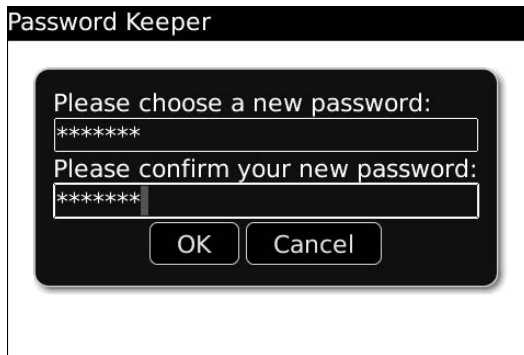 Password Keeper
Please choose a new password:
*******
Please confirm your new password:
*******
OK Cancel